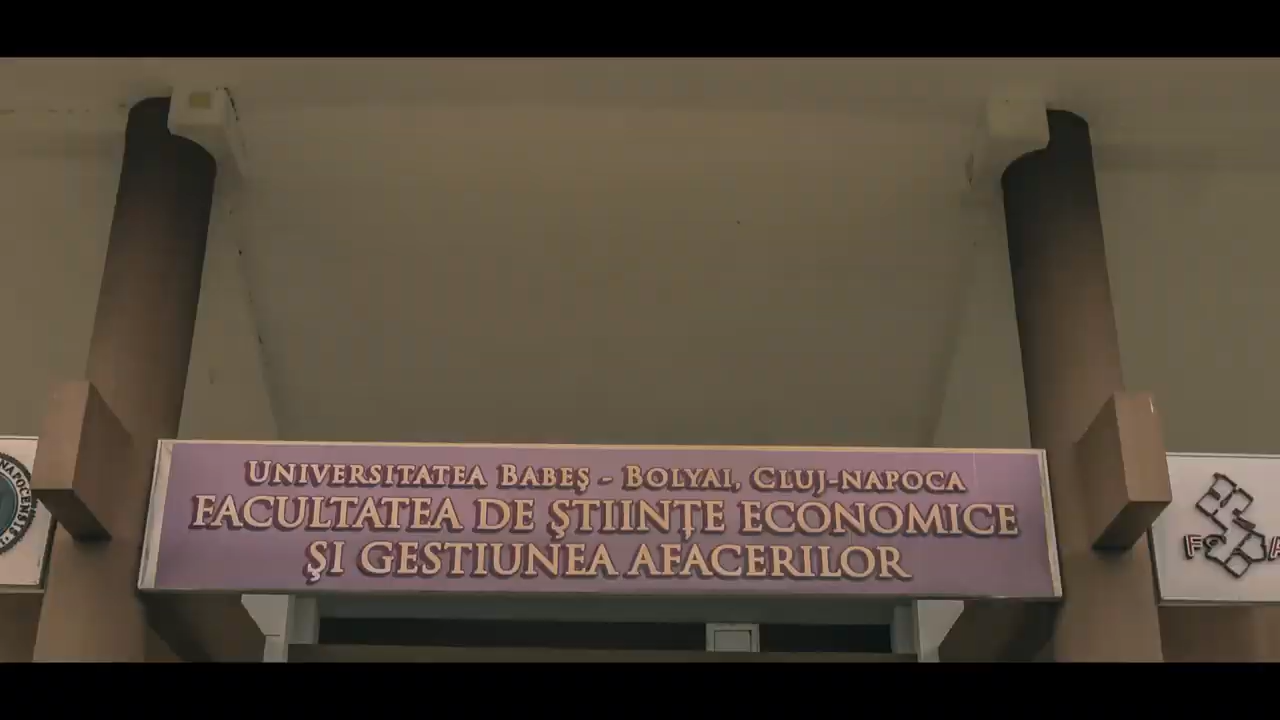 UNIVERSITATEA BABEŞ - BOLYAI, CLUJ-NAPOCA
FACULTATEA DE ŞTIINŢE ECONOMICE
ŞI GESTIUNEA AFACERILOR